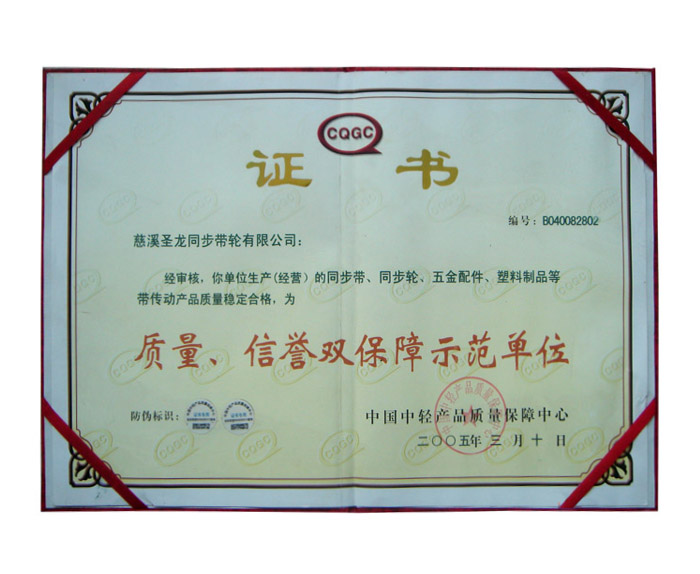 CQGC
证 书
编号：B040082802
慈溪圣龙同步带轮有限公司：
经审核，你单位生产(经营）的同步带、同步轮、五金配件、塑料制品等
带传动产品质量稳定合格，为
质量、信誉双保障示范单位
防伪标识：
中国中轻产品质量保障中心
二〇〇五年 三 月 十 日